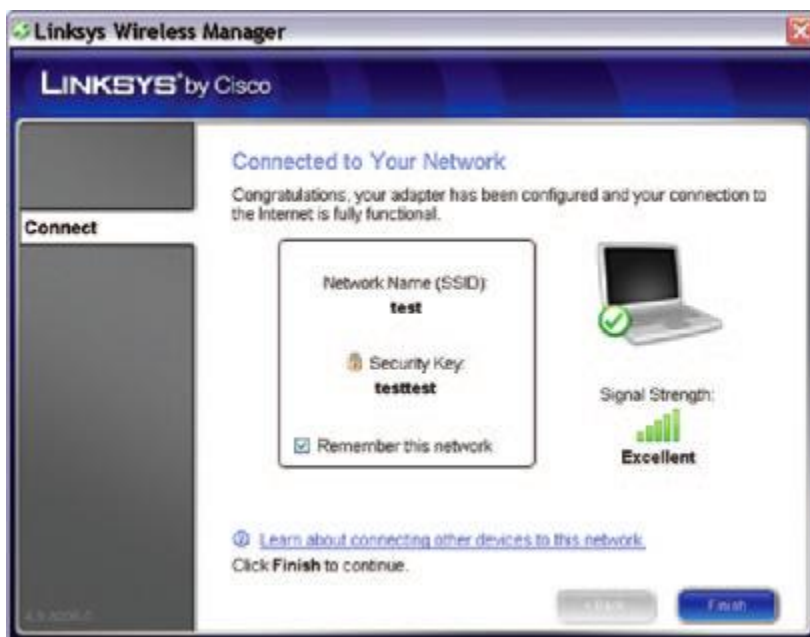 Linksys Wireless Manager
LINKSYS® by Cisco
Connect
Connected to Your Network
Congratulations, your adapter has been configured and your connection to
the Internet is fully functional.
Network Name (SSID):
test
Security Key:
testtest
Remember this network
Signal Strength:
Excellent
Learn about connecting other devices to this network.
Click Finish to continue.
Finish